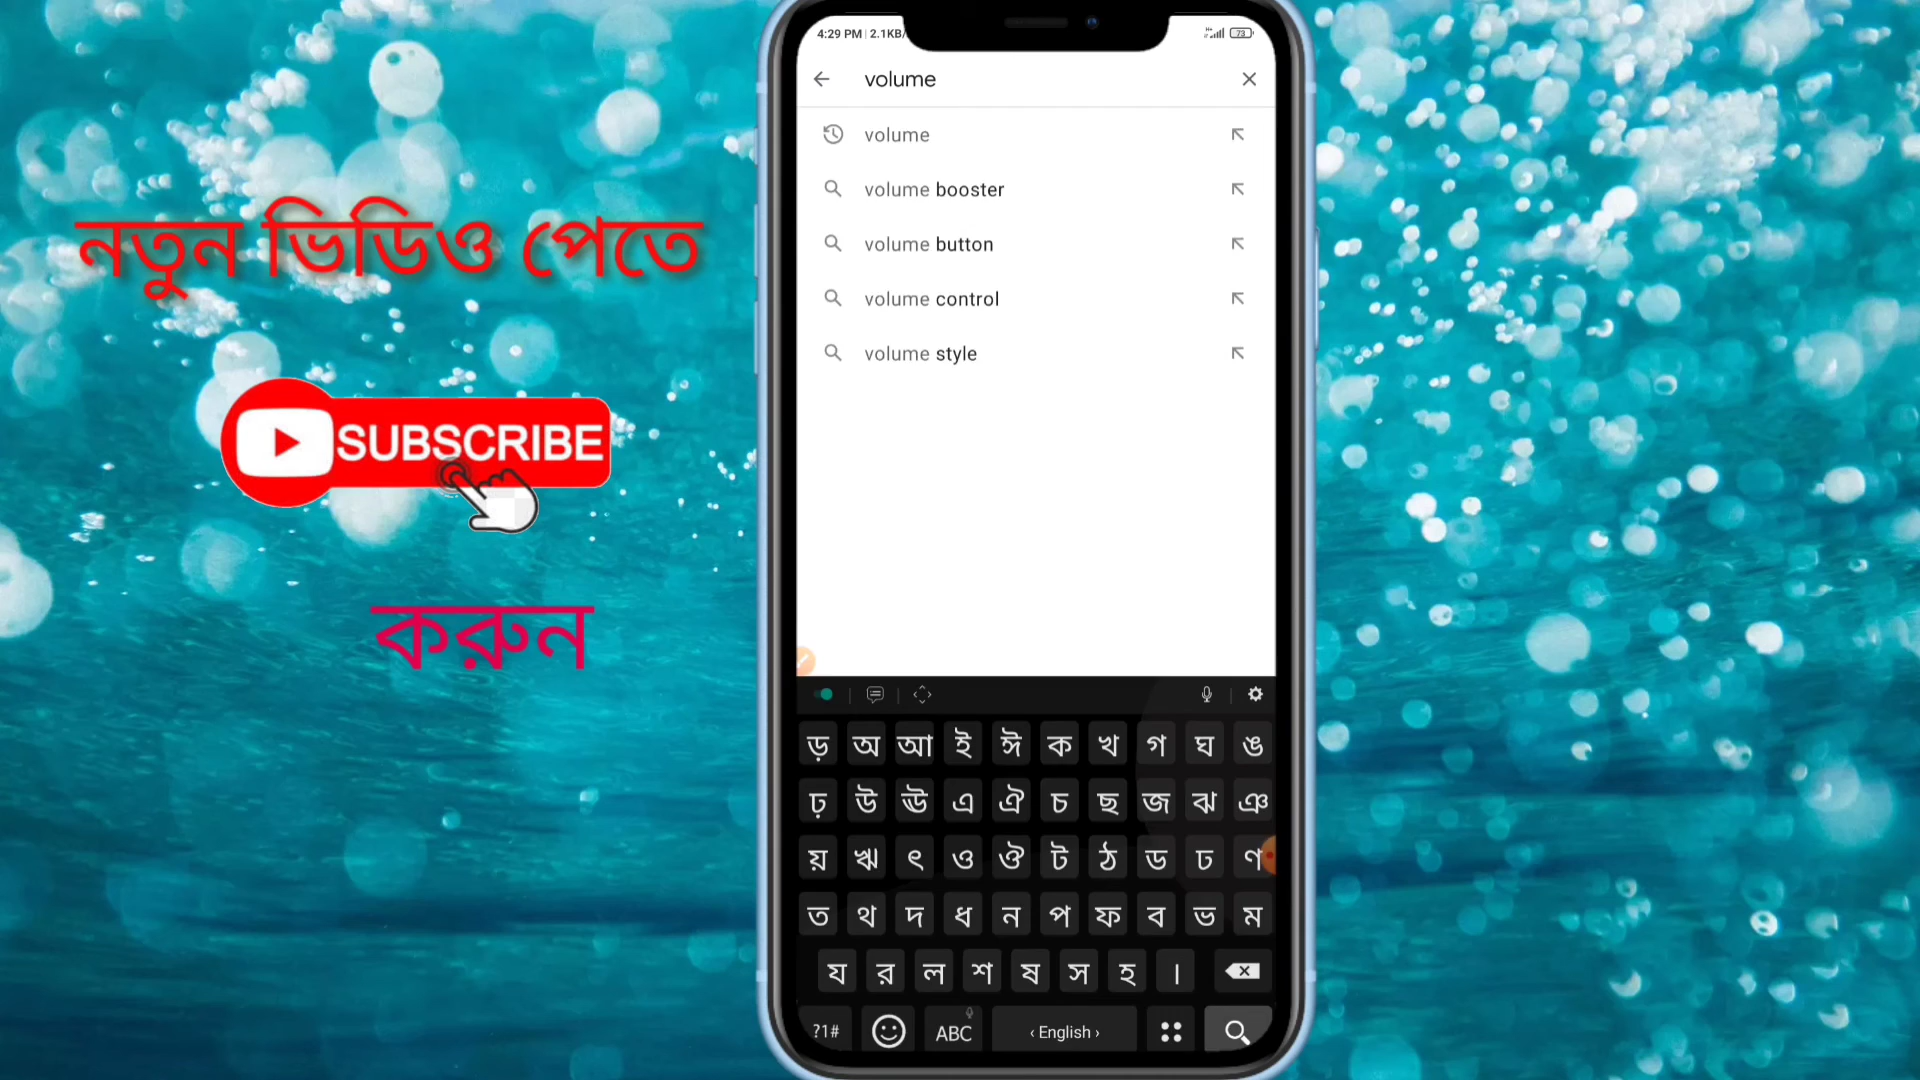 নতুন ভিডিও পেতে
SUBSCRIBE
করুন
4:29 PM | 2.1KB/
73
volume
volume
volume booster
volume button
volume control
volume style
ড় অ আ ই ঈ ক খ গ ঘ ঙ
ঢ় উ ঊ এ ঐ চ ছ জ ঝ ঞ
য় ঋ ৎ ও ঔ ট ঠ ড ঢ ণ
ত থ দ ধ ন প ফ ব ভ ম
য র ল শ ষ স হ ।
?1# ABC ‹ English ›